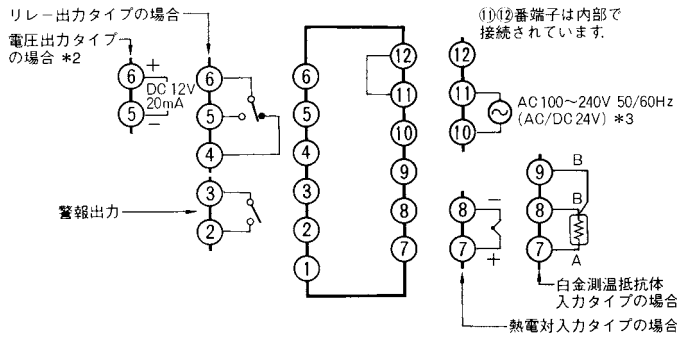 リレー出力タイプの場合
電圧出力タイプ
の場合 *2
⑪⑫番端子は内部で
接続されています.
6
+
DC 12V
20mA
5
−
6
5
4
3
2
警報出力
6
5
4
3
2
1
12
11
10
9
8
7
12
11
10
AC 100～240V 50/60Hz
(AC/DC 24V) *3
8
−
7
+
9
B
8
B
7
A
白金測温抵抗体
入力タイプの場合
熱電対入力タイプの場合